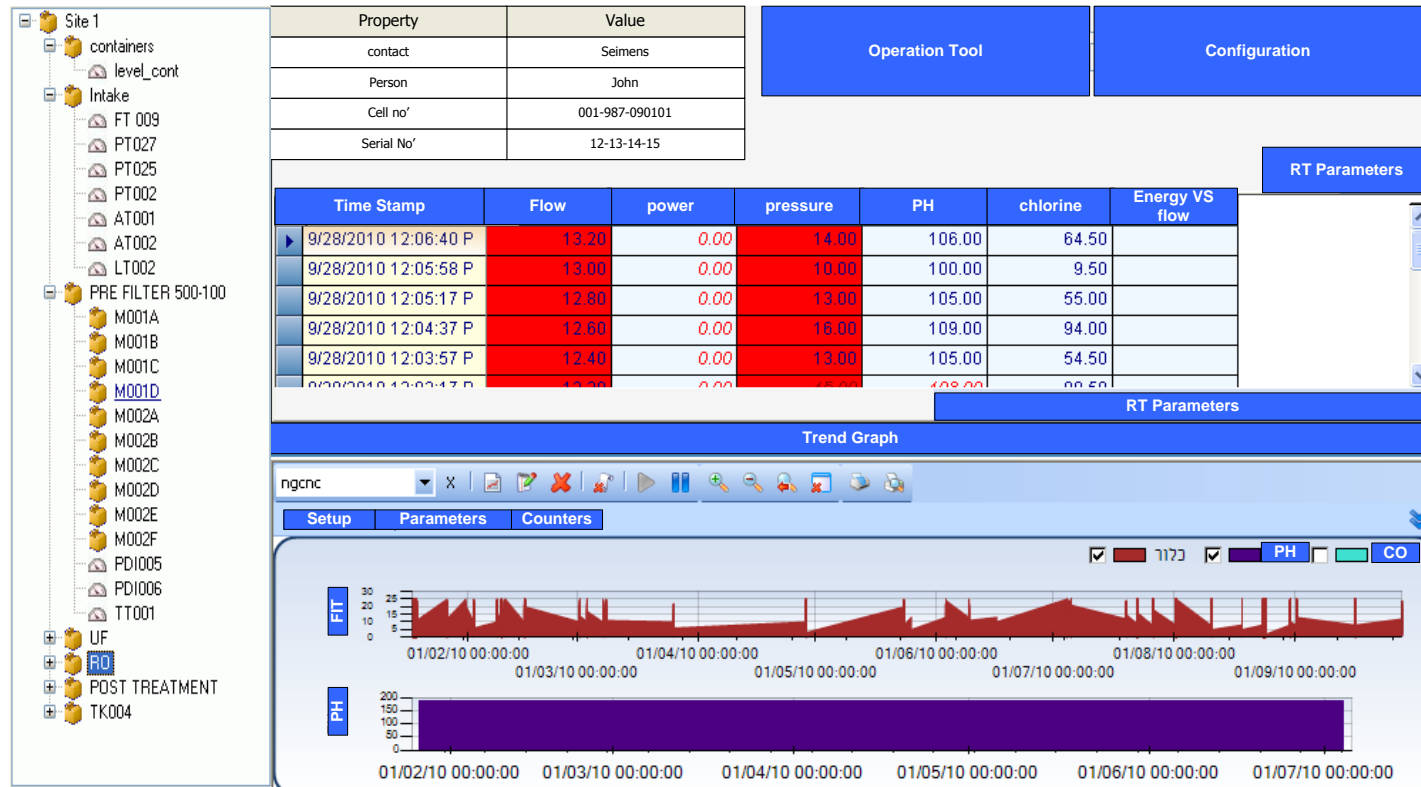 Site 1
containers
level_cont
Intake
FT 009
PT027
PT025
PT002
AT001
AT002
LT002
PRE FILTER 500-100
M001A
M001B
M001C
M001D
M002A
M002B
M002C
M002D
M002E
M002F
PDI005
PDI006
TT001
UF
RO
POST TREATMENT
TK004
Property Value
contact Seimens
Person John
Cell no’ 001-987-090101
Serial No’ 12-13-14-15
Operation Tool
Configuration
RT Parameters
Time Stamp Flow power pressure PH chlorine Energy VS
flow
9/28/2010 12:06:40 P 13.20 0.00 14.00 106.00 64.50
9/28/2010 12:05:58 P 13.00 0.00 10.00 100.00 9.50
9/28/2010 12:05:17 P 12.80 0.00 13.00 105.00 55.00
9/28/2010 12:04:37 P 12.60 0.00 16.00 109.00 94.00
9/28/2010 12:03:57 P 12.40 0.00 13.00 105.00 54.50
RT Parameters
Trend Graph
ngcnc X
Setup Parameters Counters
כלור PH CO
FIT
30 25
20 15
10 5
0
01/02/10 00:00:00 01/04/10 00:00:00 01/06/10 00:00:00 01/08/10 00:00:00
01/03/10 00:00:00 01/05/10 00:00:00 01/07/10 00:00:00 01/09/10 00:00:00
PH
200
150
100
50
0
01/02/10 00:00:00 01/03/10 00:00:00 01/04/10 00:00:00 01/05/10 00:00:00 01/06/10 00:00:00 01/07/10 00:00:00